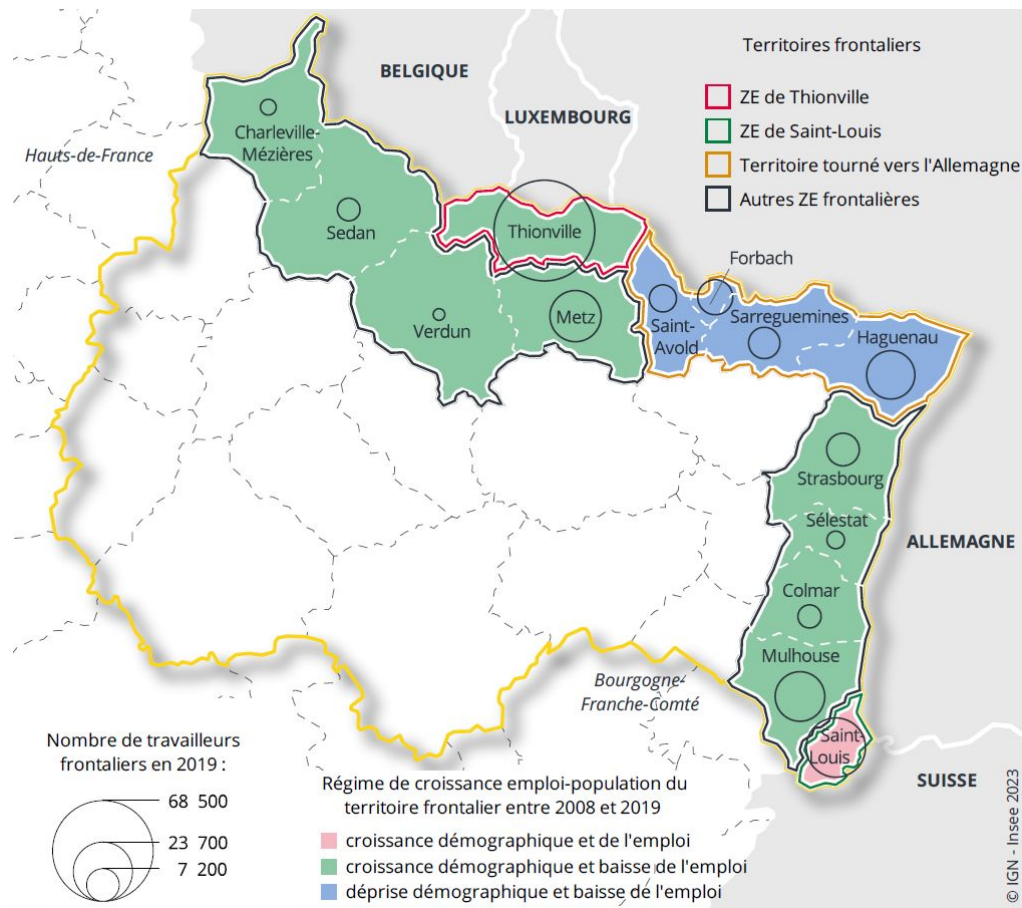 Territoires frontaliers
ZE de Thionville
ZE de Saint-Louis
Territoire tourné vers l'Allemagne
Autres ZE frontalières
BELGIQUE
LUXEMBOURG
Hauts-de-France
Charleville-
Mézières
Sedan
Thionville
Forbach
Verdun
Metz
Saint-
Avold
Sarreguemines
Haguenau
Strasbourg
Sélestat
ALLEMAGNE
Colmar
Mulhouse
Bourgogne-
Franche-Comté
Saint-
Louis
SUISSE
Nombre de travailleurs
frontaliers en 2019 :
68 500
23 700
7 200
Régime de croissance emploi-population du
territoire frontalier entre 2008 et 2019
croissance démographique et de l'emploi
croissance démographique et baisse de l'emploi
déprise démographique et baisse de l'emploi
© IGN - Insee 2023